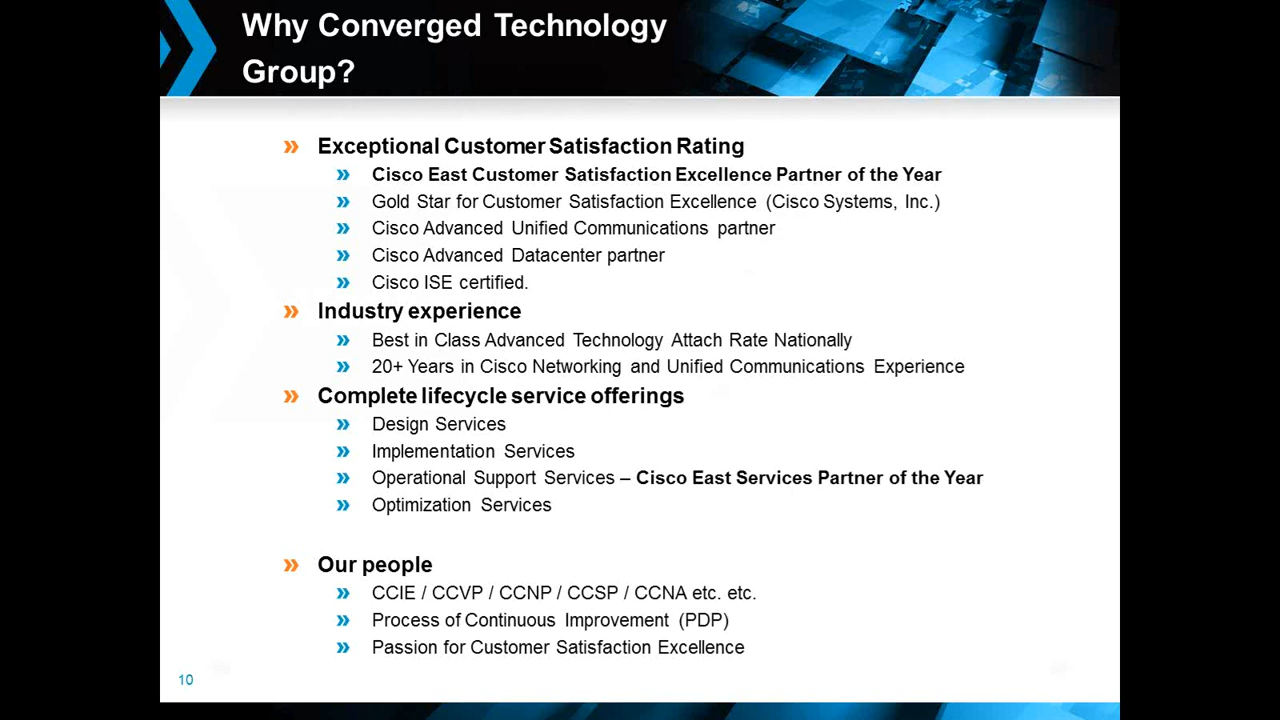 Why Converged Technology
Group?
» Exceptional Customer Satisfaction Rating
» Cisco East Customer Satisfaction Excellence Partner of the Year
» Gold Star for Customer Satisfaction Excellence (Cisco Systems, Inc.)
» Cisco Advanced Unified Communications partner
» Cisco Advanced Datacenter partner
» Cisco ISE certified.
» Industry experience
» Best in Class Advanced Technology Attach Rate Nationally
» 20+ Years in Cisco Networking and Unified Communications Experience
» Complete lifecycle service offerings
» Design Services
» Implementation Services
» Operational Support Services – Cisco East Services Partner of the Year
» Optimization Services
» Our people
» CCIE / CCVP / CCNP / CCSP / CCNA etc. etc.
» Process of Continuous Improvement (PDP)
» Passion for Customer Satisfaction Excellence
10